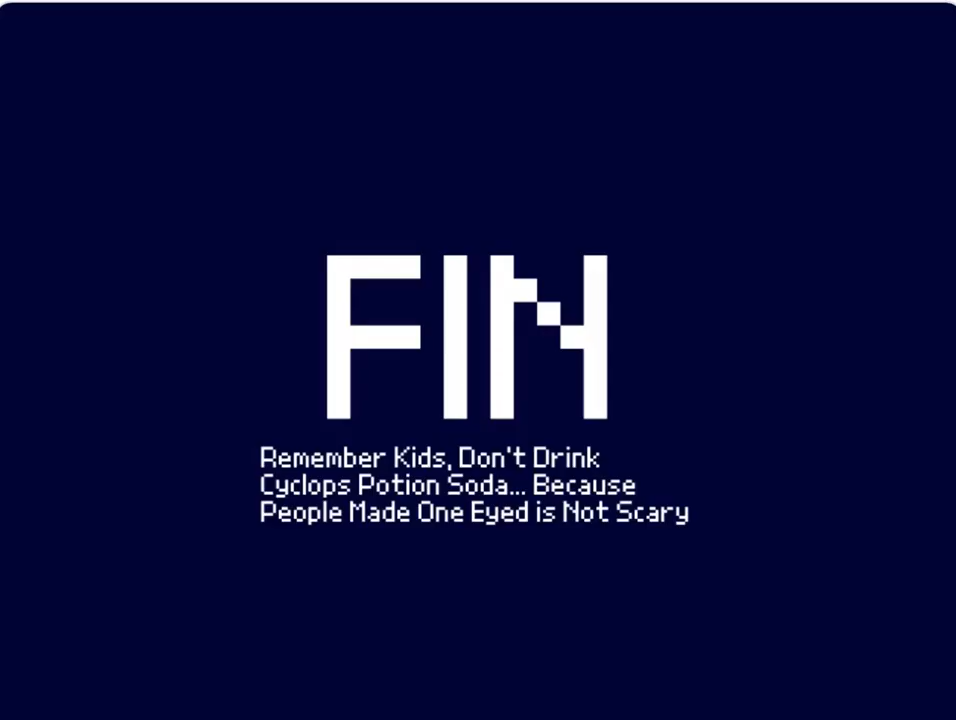 FIN
Remember Kids, Don't Drink
Cyclops Potion Soda... Because
People Made One Eyed is Not Scary